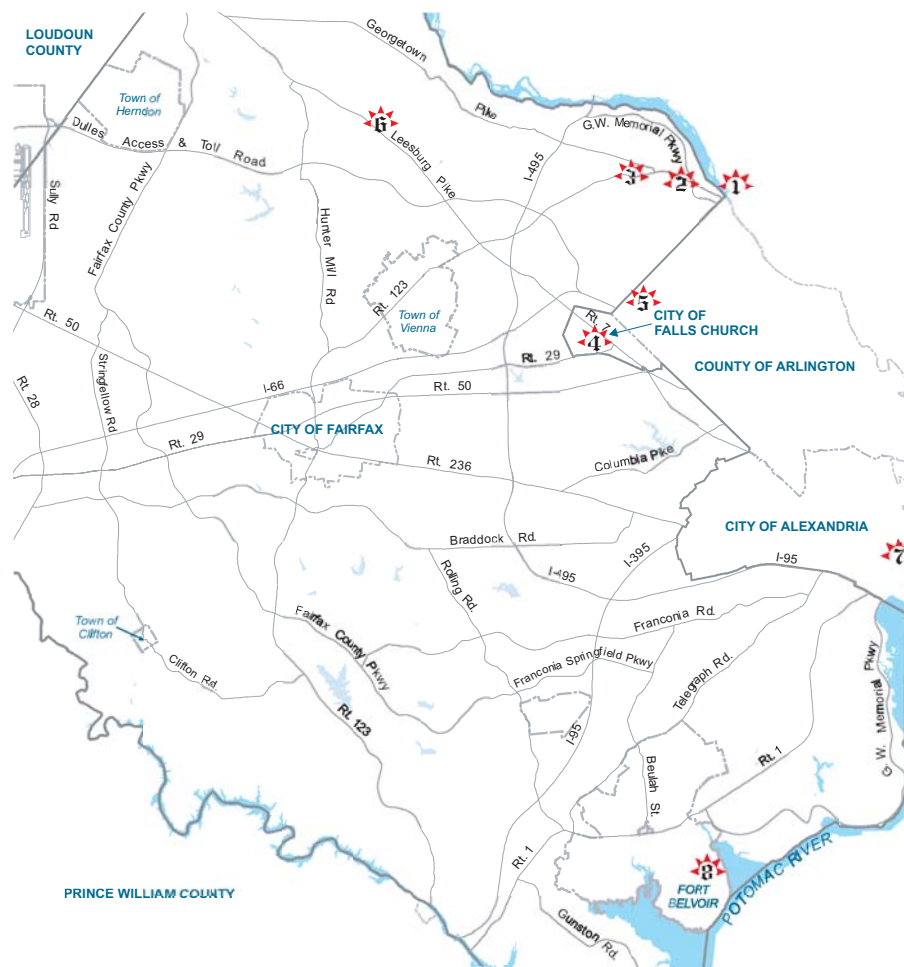 LOUDOUN
COUNTY
Georgetown
Pike
Town of
Herndon
Dulles Access & Toll Road
6
Leesburg Pike
I-495
G.W. Memorial Pkwy
3
2
1
Sully Rd
Fairfax County Pkwy
Hunter Mill Rd
Rt. 123
Town of
Vienna
5
Rt. 7
CITY OF
FALLS CHURCH
4
Rt. 50
Rt. 29
COUNTY OF ARLINGTON
Rt. 28
Stringfellow Rd
I-66
Rt. 50
CITY OF FAIRFAX
Rt. 29
Rt. 236
Columbia Pike
CITY OF ALEXANDRIA
Braddock Rd.
I-395
7
I-95
Rolling Rd.
I-495
Town of
Clifton
Clifton Rd.
Fairfax County Pkwy
Franconia Rd.
Franconia Springfield Pkwy
Telegraph Rd.
G. W. Memorial Pkwy
Rt. 123
I-95
Beulah St.
Rt. 1
Rt. 1
8
FORT
BELVOIR
POTOMAC RIVER
PRINCE WILLIAM COUNTY
Gunston Rd.